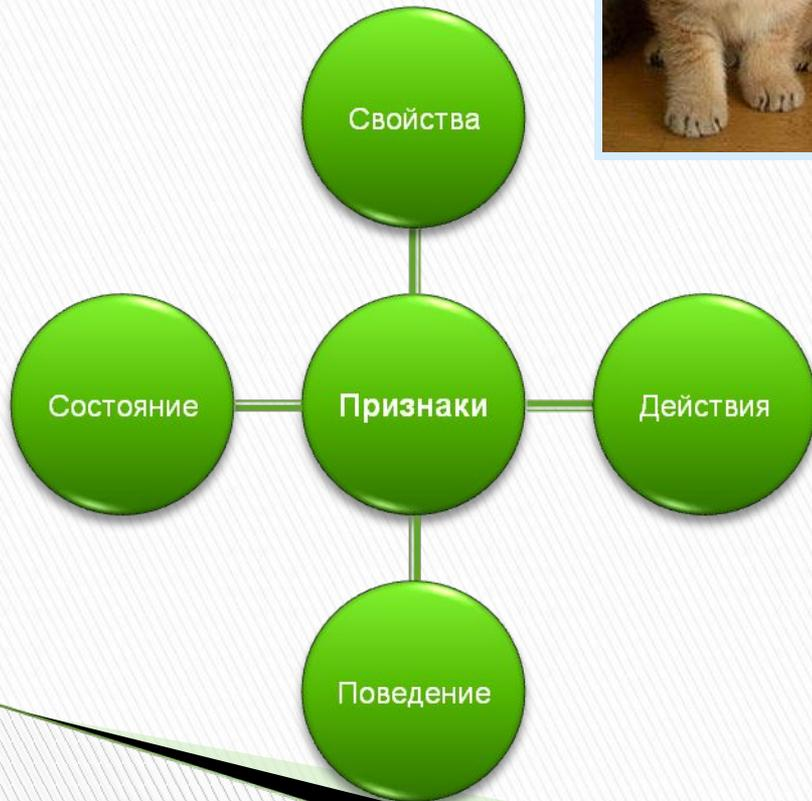 Свойства
Состояние
Признаки
Действия
Поведение